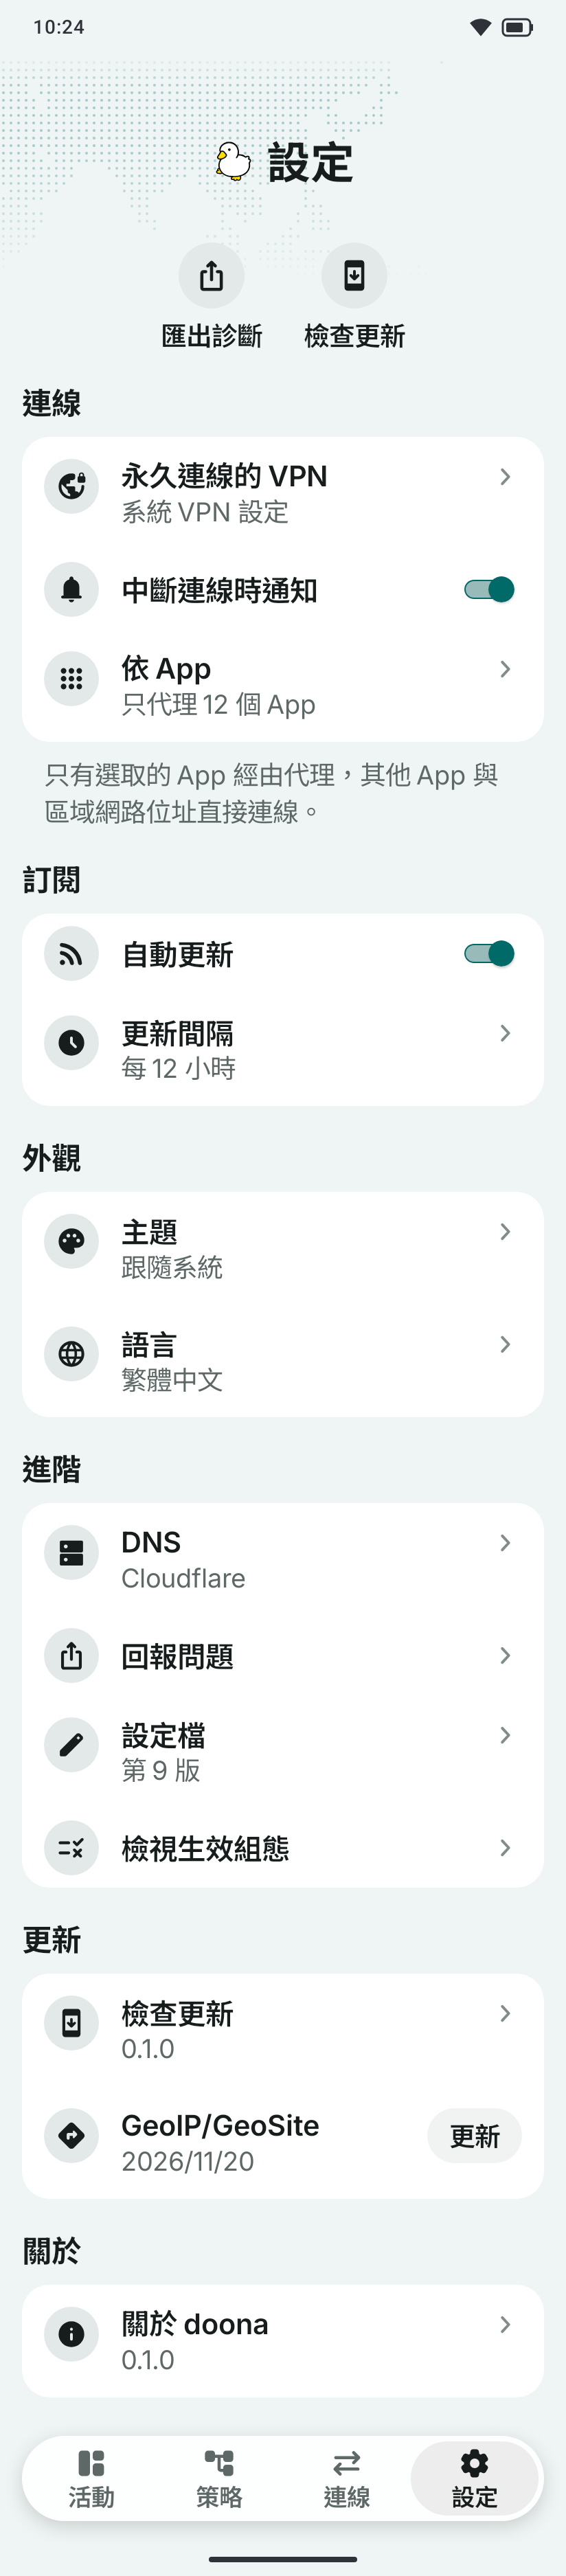 10:24
設定
匯出診斷
檢查更新
連線
永久連線的 VPN
系統 VPN 設定
中斷連線時通知
依 App
只代理 12 個 App
只有選取的 App 經由代理，其他 App 與
區域網路位址直接連線。
訂閱
自動更新
更新間隔
每 12 小時
外觀
主題
跟隨系統
語言
繁體中文
進階
DNS
Cloudflare
回報問題
設定檔
第 9 版
檢視生效組態
更新
檢查更新
0.1.0
GeoIP/GeoSite
2026/11/20
更新
關於
關於 doona
0.1.0
活動
策略
連線
設定